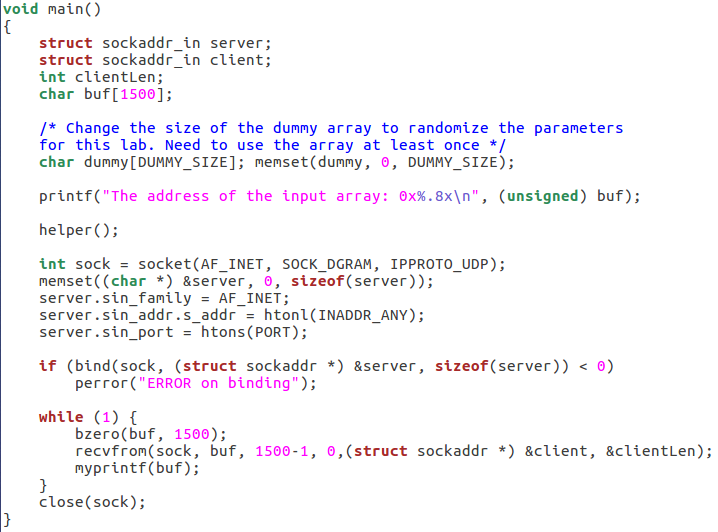 void main()
{
    struct sockaddr_in server;
    struct sockaddr_in client;
    int clientLen;
    char buf[1500];

    /* Change the size of the dummy array to randomize the parameters
    for this lab. Need to use the array at least once */
    char dummy[DUMMY_SIZE]; memset(dummy, 0, DUMMY_SIZE);

    printf("The address of the input array: 0x%.8x\n", (unsigned) buf);

    helper();

    int sock = socket(AF_INET, SOCK_DGRAM, IPPROTO_UDP);
    memset((char *) &server, 0, sizeof(server));
    server.sin_family = AF_INET;
    server.sin_addr.s_addr = htonl(INADDR_ANY);
    server.sin_port = htons(PORT);

    if (bind(sock, (struct sockaddr *) &server, sizeof(server)) < 0)
        perror("ERROR on binding");

    while (1) {
        bzero(buf, 1500);
        recvfrom(sock, buf, 1500-1, 0,(struct sockaddr *) &client, &clientLen);
        myprintf(buf);
    }
    close(sock);
}